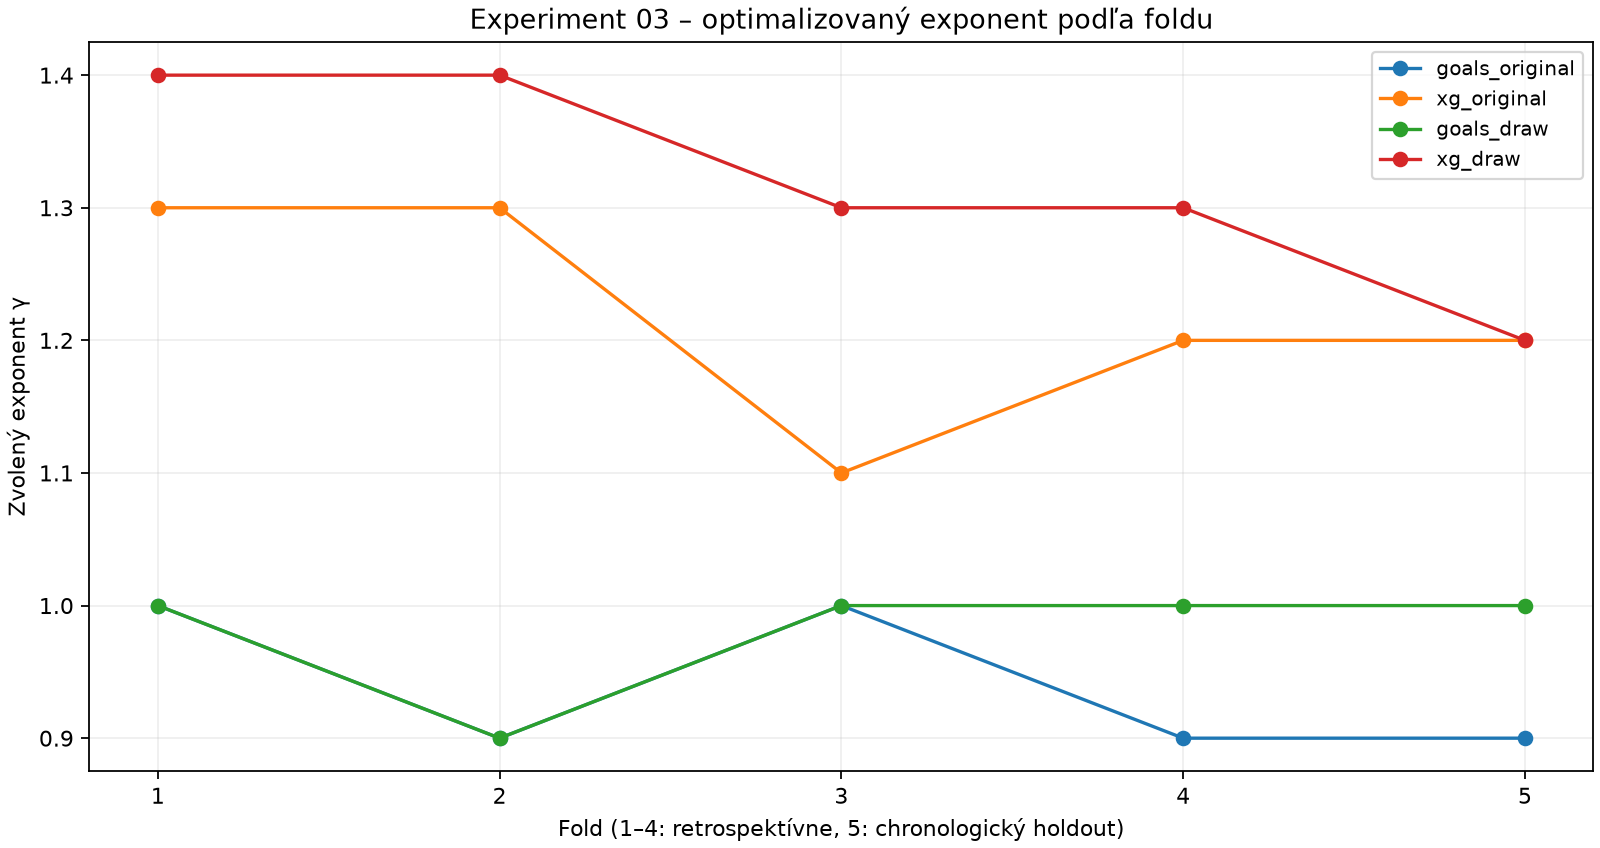 Experiment 03 – optimalizovaný exponent podľa foldu
goals_original
xg_original
goals_draw
xg_draw
Zvolený exponent γ
1.4
1.3
1.2
1.1
1.0
0.9
1 2 3 4 5
Fold (1–4: retrospektívne, 5: chronologický holdout)